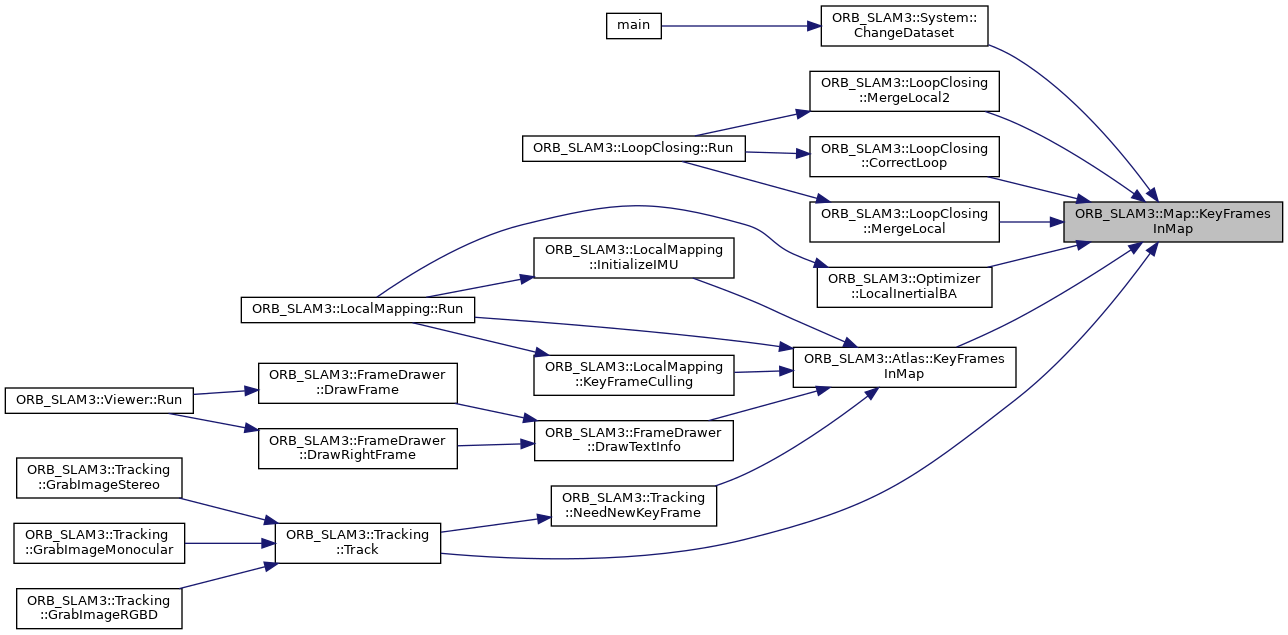 main
ORB_SLAM3::System::
ChangeDataset
ORB_SLAM3::LoopClosing
::MergeLocal2
ORB_SLAM3::LoopClosing::Run
ORB_SLAM3::LoopClosing
::CorrectLoop
ORB_SLAM3::LoopClosing
::MergeLocal
ORB_SLAM3::Map::KeyFrames
InMap
ORB_SLAM3::LocalMapping
::InitializeIMU
ORB_SLAM3::Optimizer
::LocalInertialBA
ORB_SLAM3::LocalMapping::Run
ORB_SLAM3::LocalMapping
::KeyFrameCulling
ORB_SLAM3::Atlas::KeyFrames
InMap
ORB_SLAM3::FrameDrawer
::DrawFrame
ORB_SLAM3::Viewer::Run
ORB_SLAM3::FrameDrawer
::DrawRightFrame
ORB_SLAM3::FrameDrawer
::DrawTextInfo
ORB_SLAM3::Tracking
::GrabImageStereo
ORB_SLAM3::Tracking
::NeedNewKeyFrame
ORB_SLAM3::Tracking
::GrabImageMonocular
ORB_SLAM3::Tracking
::Track
ORB_SLAM3::Tracking
::GrabImageRGBD